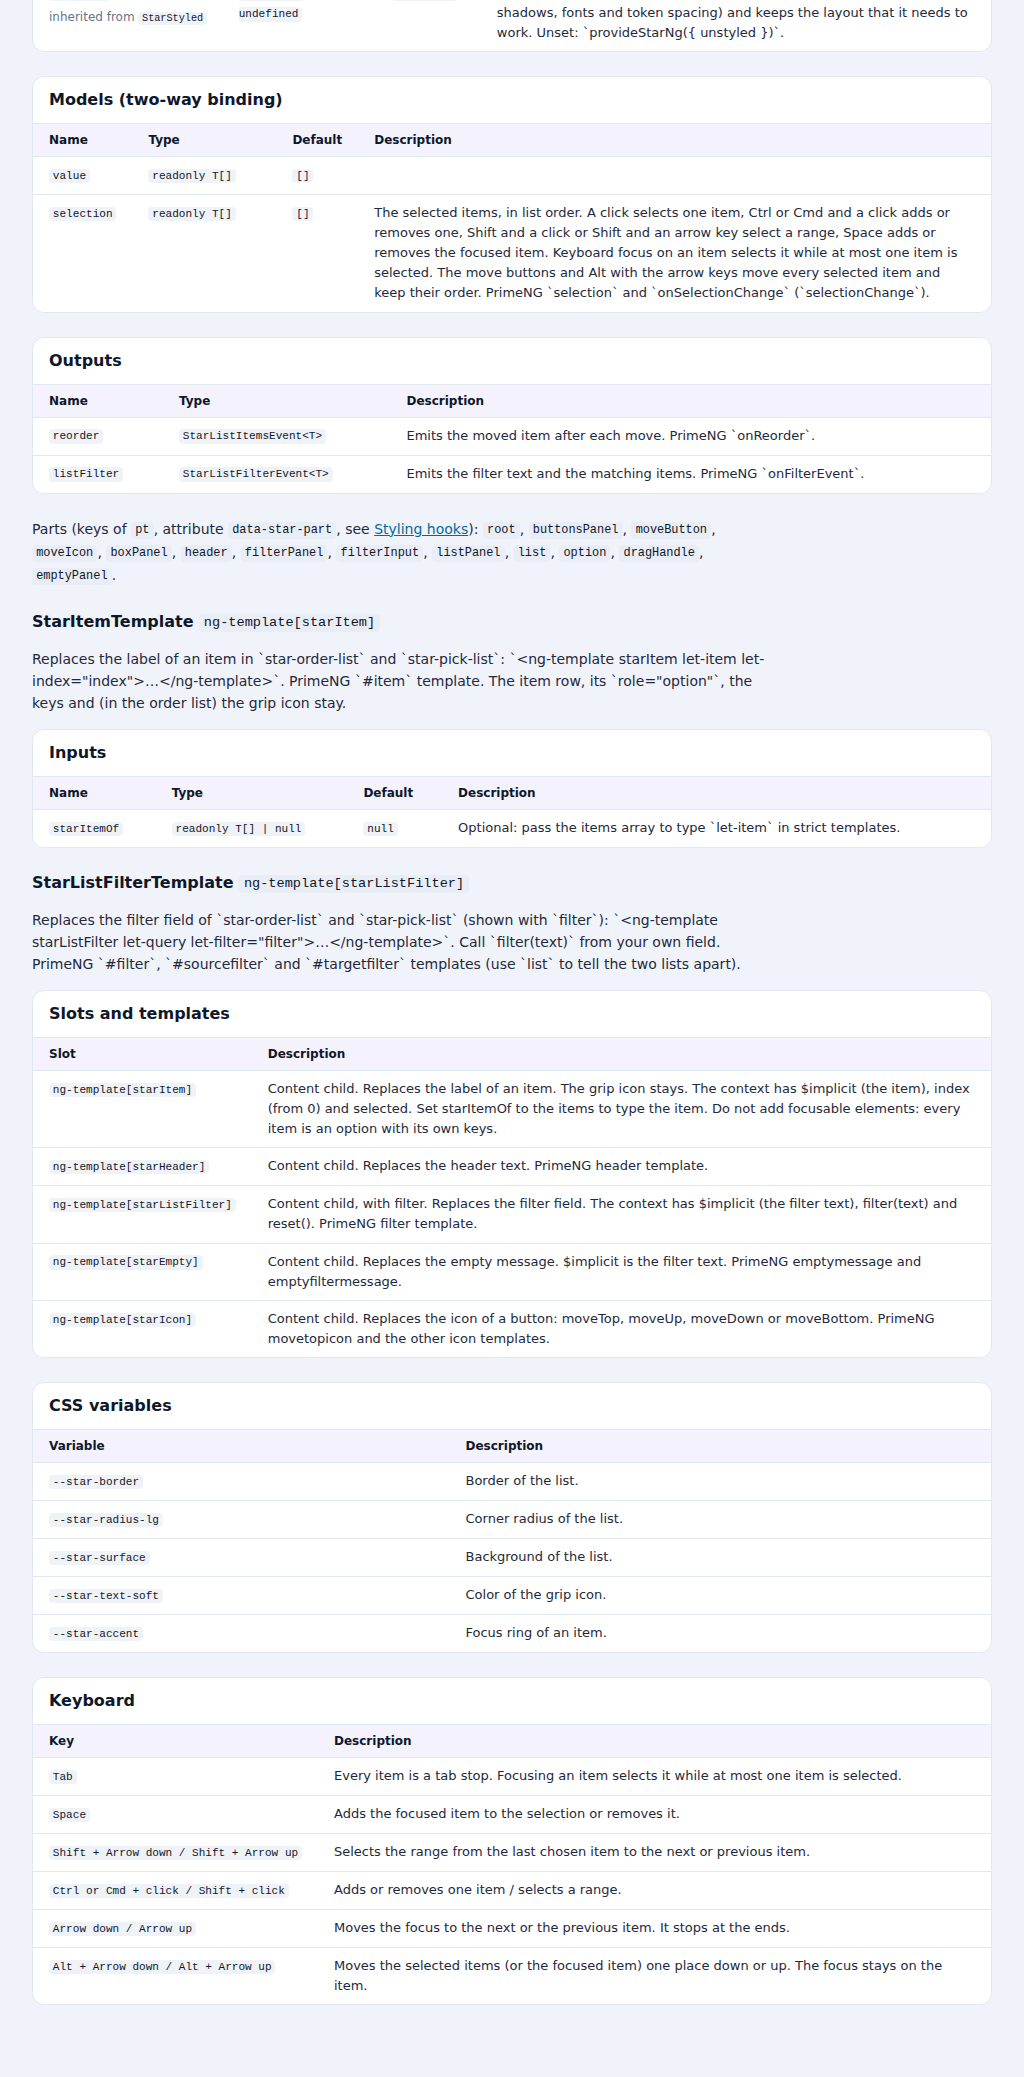 inherited from StarStyled
undefined
shadows, fonts and token spacing) and keeps the layout that it needs to
work. Unset: `provideStarNg({ unstyled })`.
Models (two-way binding)
Name Type Default Description
value readonly T[] []
selection readonly T[] [] The selected items, in list order. A click selects one item, Ctrl or Cmd and a click adds or
removes one, Shift and a click or Shift and an arrow key select a range, Space adds or
removes the focused item. Keyboard focus on an item selects it while at most one item is
selected. The move buttons and Alt with the arrow keys move every selected item and
keep their order. PrimeNG `selection` and `onSelectionChange` (`selectionChange`).
Outputs
Name Type Description
reorder StarListItemsEvent<T> Emits the moved item after each move. PrimeNG `onReorder`.
listFilter StarListFilterEvent<T> Emits the filter text and the matching items. PrimeNG `onFilterEvent`.
Parts (keys of pt, attribute data-star-part, see Styling hooks): root, buttonsPanel, moveButton,
moveIcon, boxPanel, header, filterPanel, filterInput, listPanel, list, option, dragHandle,
emptyPanel.
StarItemTemplate ng-template[starItem]
Replaces the label of an item in `star-order-list` and `star-pick-list`: `<ng-template starItem let-item let-
index="index">…</ng-template>`. PrimeNG `#item` template. The item row, its `role="option"`, the
keys and (in the order list) the grip icon stay.
Inputs
Name Type Default Description
starItemOf readonly T[] | null null Optional: pass the items array to type `let-item` in strict templates.
StarListFilterTemplate ng-template[starListFilter]
Replaces the filter field of `star-order-list` and `star-pick-list` (shown with `filter`): `<ng-template
starListFilter let-query let-filter="filter">…</ng-template>`. Call `filter(text)` from your own field.
PrimeNG `#filter`, `#sourcefilter` and `#targetfilter` templates (use `list` to tell the two lists apart).
Slots and templates
Slot Description
ng-template[starItem] Content child. Replaces the label of an item. The grip icon stays. The context has $implicit (the item), index
(from 0) and selected. Set starItemOf to the items to type the item. Do not add focusable elements: every
item is an option with its own keys.
ng-template[starHeader] Content child. Replaces the header text. PrimeNG header template.
ng-template[starListFilter] Content child, with filter. Replaces the filter field. The context has $implicit (the filter text), filter(text) and
reset(). PrimeNG filter template.
ng-template[starEmpty] Content child. Replaces the empty message. $implicit is the filter text. PrimeNG emptymessage and
emptyfiltermessage.
ng-template[starIcon] Content child. Replaces the icon of a button: moveTop, moveUp, moveDown or moveBottom. PrimeNG
movetopicon and the other icon templates.
CSS variables
Variable Description
--star-border Border of the list.
--star-radius-lg Corner radius of the list.
--star-surface Background of the list.
--star-text-soft Color of the grip icon.
--star-accent Focus ring of an item.
Keyboard
Key Description
Tab Every item is a tab stop. Focusing an item selects it while at most one item is selected.
Space Adds the focused item to the selection or removes it.
Shift + Arrow down / Shift + Arrow up Selects the range from the last chosen item to the next or previous item.
Ctrl or Cmd + click / Shift + click Adds or removes one item / selects a range.
Arrow down / Arrow up Moves the focus to the next or the previous item. It stops at the ends.
Alt + Arrow down / Alt + Arrow up Moves the selected items (or the focused item) one place down or up. The focus stays on the
item.